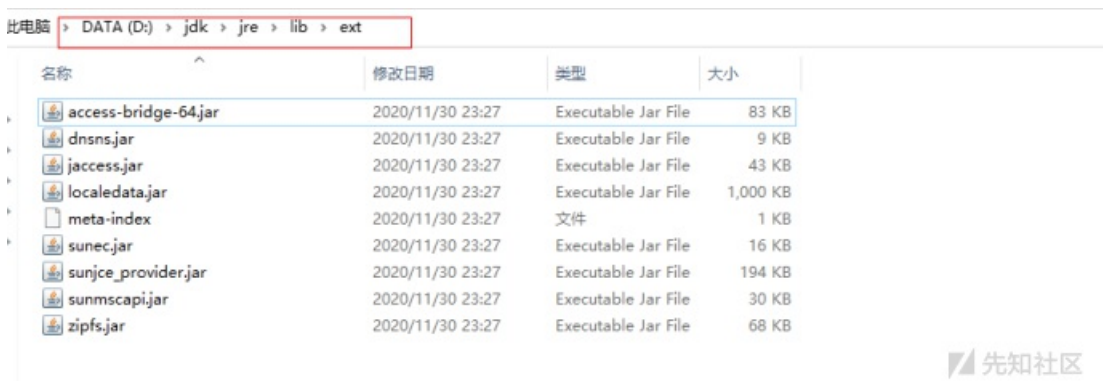 此电脑 > DATA (D:) > jdk > jre > lib > ext
名称 修改日期 类型 大小
access-bridge-64.jar 2020/11/30 23:27 Executable Jar File 83 KB
dnsns.jar 2020/11/30 23:27 Executable Jar File 9 KB
jaccess.jar 2020/11/30 23:27 Executable Jar File 43 KB
localedata.jar 2020/11/30 23:27 Executable Jar File 1,000 KB
meta-index 2020/11/30 23:27 文件 1 KB
sunec.jar 2020/11/30 23:27 Executable Jar File 16 KB
sunjce_provider.jar 2020/11/30 23:27 Executable Jar File 194 KB
sunmscapi.jar 2020/11/30 23:27 Executable Jar File 30 KB
zipfs.jar 2020/11/30 23:27 Executable Jar File 68 KB
先知社区